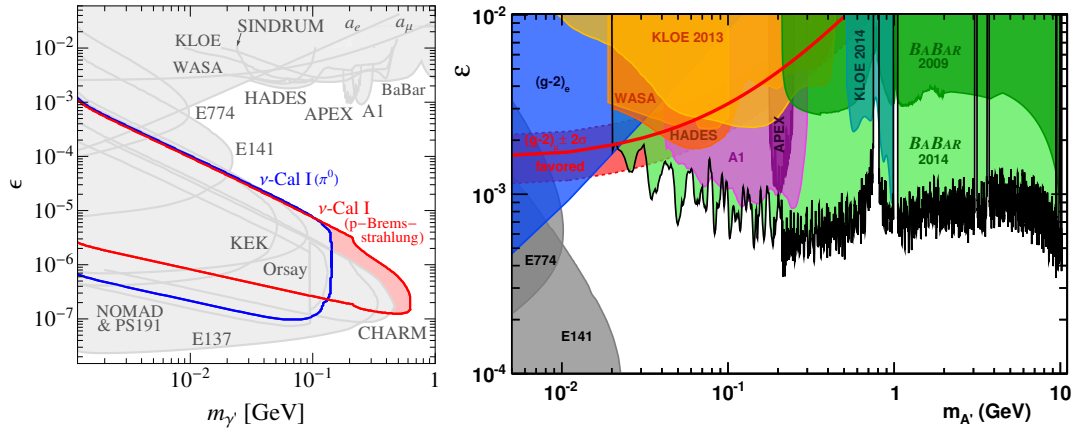 SINDRUM
a_e
a_μ
KLOE
WASA
HADES
APEX
A1
BaBar
E774
E141
ν-Cal I (π⁰)
ν-Cal I
(p-Brems-
strahlung)
KEK
Orsay
NOMAD
& PS191
E137
CHARM
10⁻²
10⁻³
10⁻⁴
10⁻⁵
10⁻⁶
10⁻⁷
ϵ
10⁻²
10⁻¹
1
m_γ' [GeV]
10⁻²
10⁻³
10⁻⁴
ε
KLOE 2013
KLOE 2014
BABAR
2009
(g-2)_e
WASA
HADES
APEX
A1
BABAR
2014
favored
E774
E141
10⁻²
10⁻¹
1
10
m_A' (GeV)